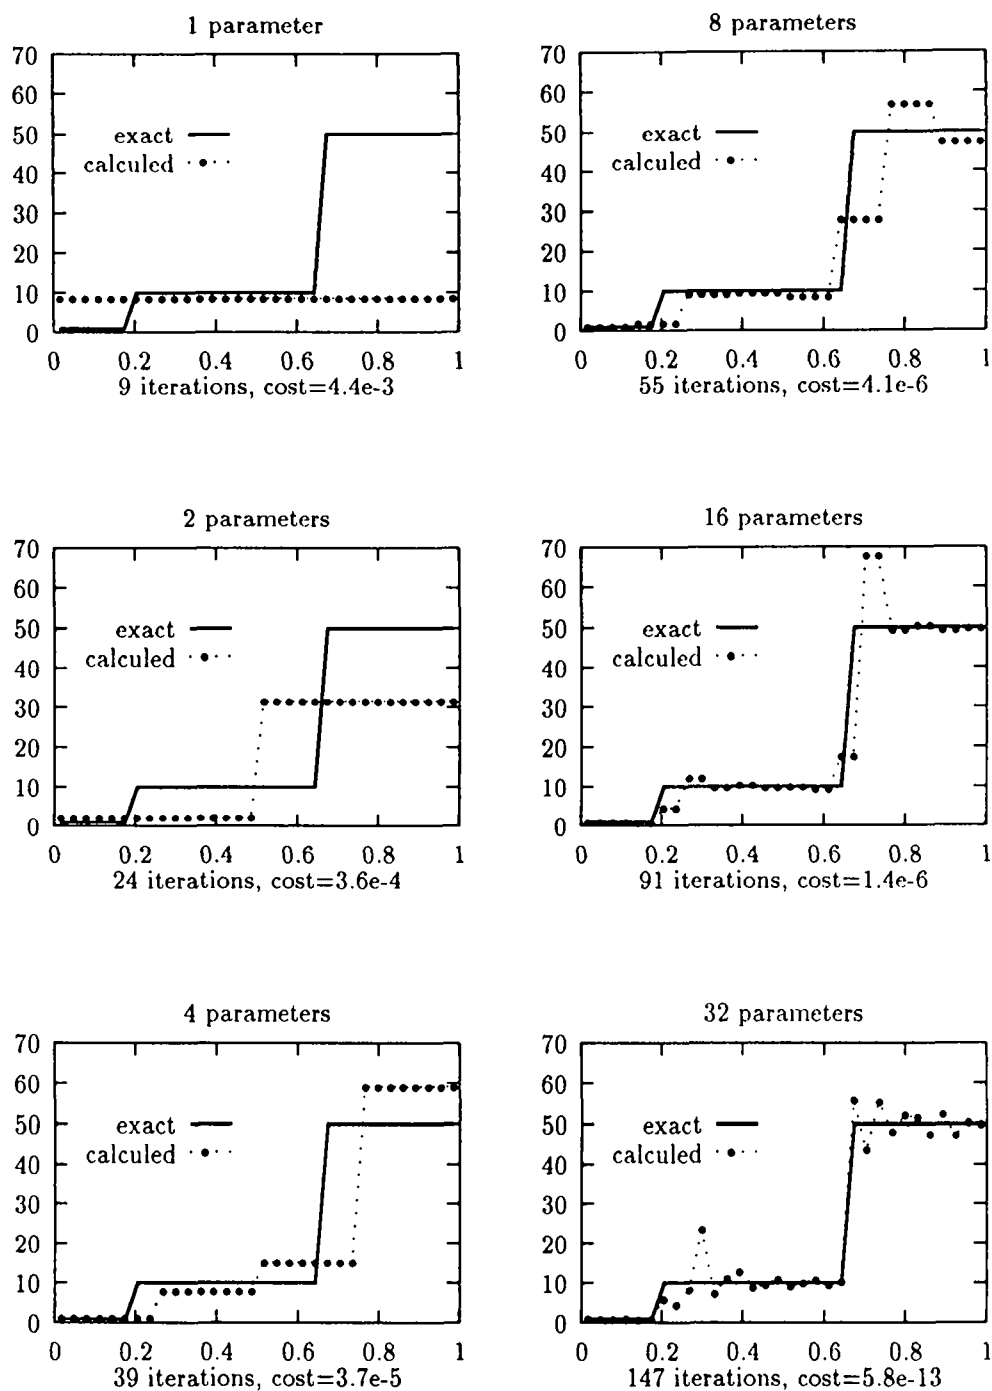 1 parameter
70
60
50
40
30
20
10
0
exact
calculed
0 0.2 0.4 0.6 0.8 1
9 iterations, cost=4.4e-3
8 parameters
70
60
50
40
30
20
10
0
exact
calculed
0 0.2 0.4 0.6 0.8 1
55 iterations, cost=4.1e-6
2 parameters
70
60
50
40
30
20
10
0
exact
calculed
0 0.2 0.4 0.6 0.8 1
24 iterations, cost=3.6e-4
16 parameters
70
60
50
40
30
20
10
0
exact
calculed
0 0.2 0.4 0.6 0.8 1
91 iterations, cost=1.4e-6
4 parameters
70
60
50
40
30
20
10
0
exact
calculed
0 0.2 0.4 0.6 0.8 1
39 iterations, cost=3.7e-5
32 parameters
70
60
50
40
30
20
10
0
exact
calculed
0 0.2 0.4 0.6 0.8 1
147 iterations, cost=5.8e-13